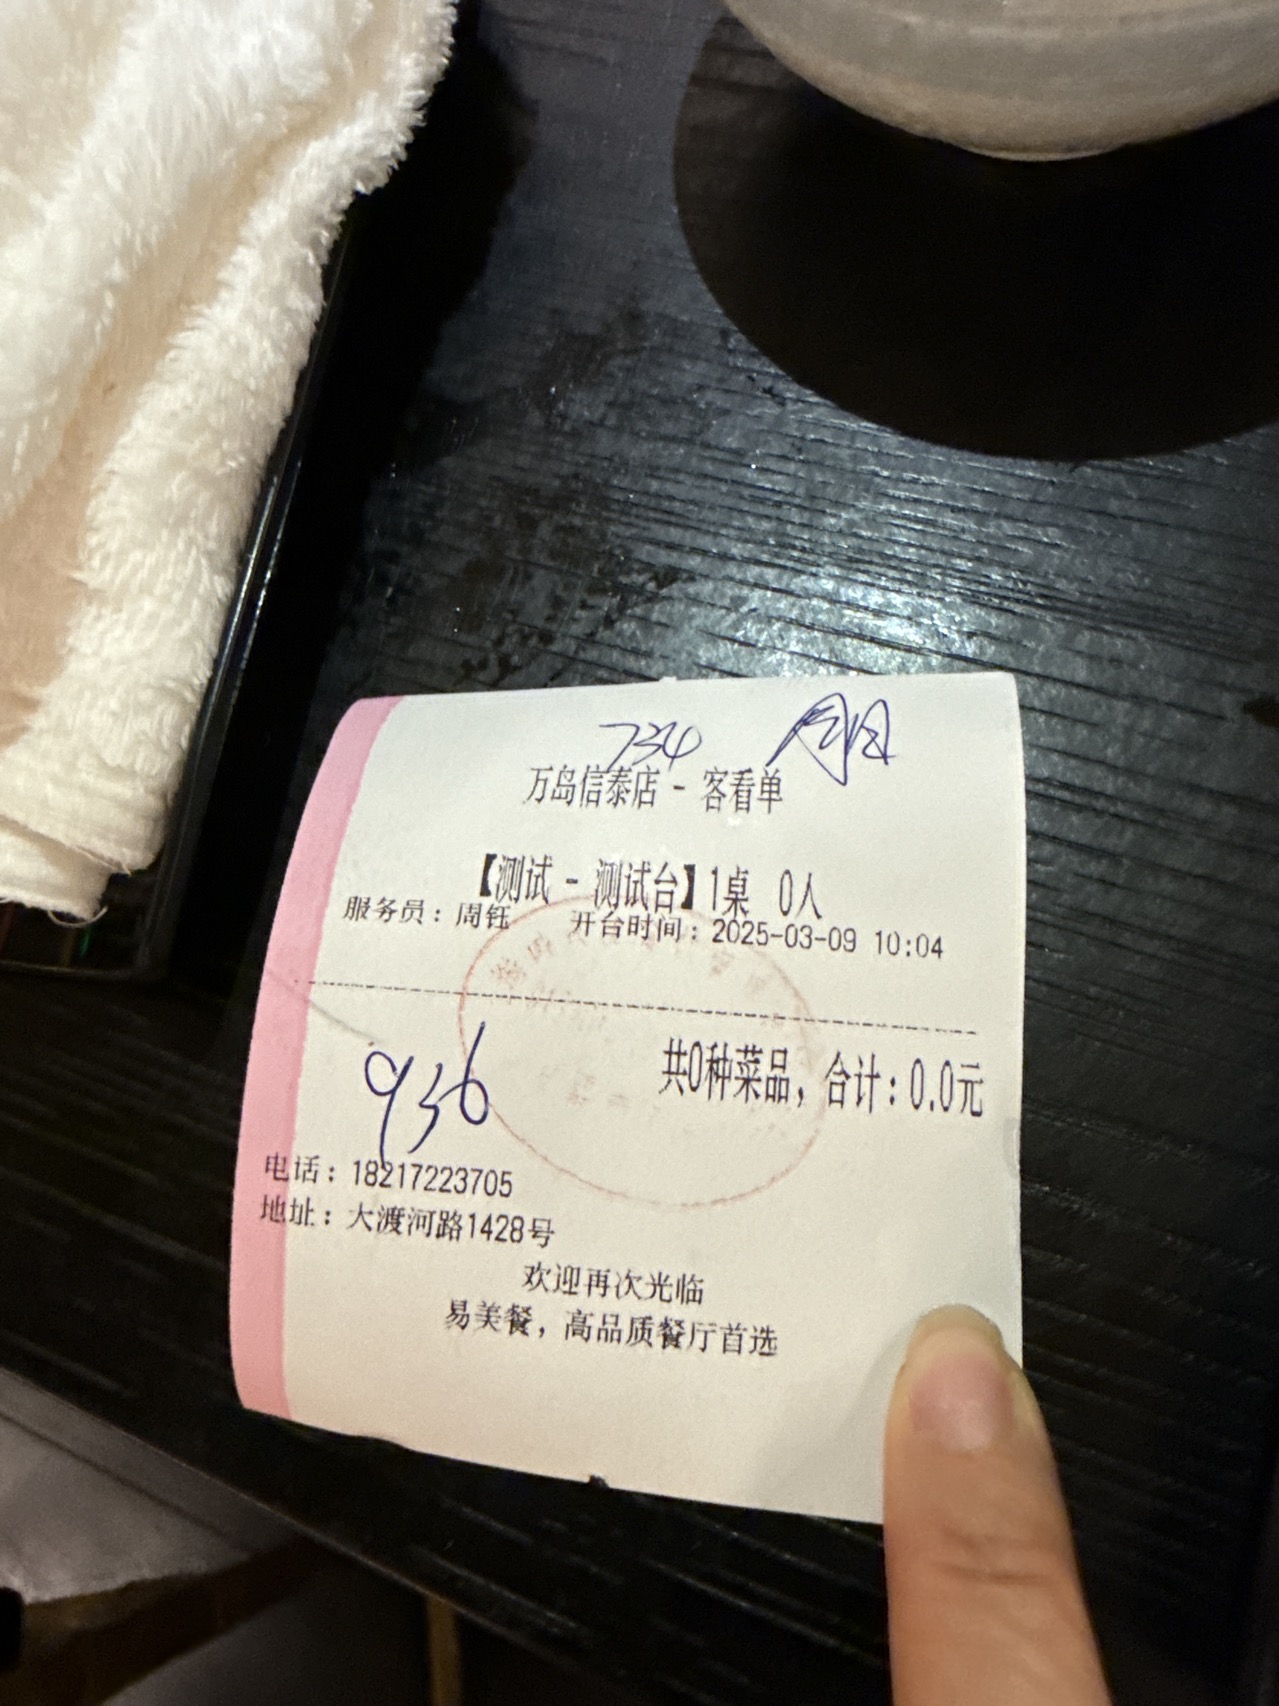 734
万岛信泰店 - 客看单
【测试 - 测试台】1桌 0人
服务员：周钰 开台时间：2025-03-09 10:04
共0种菜品，合计：0.0元
936
电话：18217223705
地址：大渡河路1428号
欢迎再次光临
易美餐，高品质餐厅首选